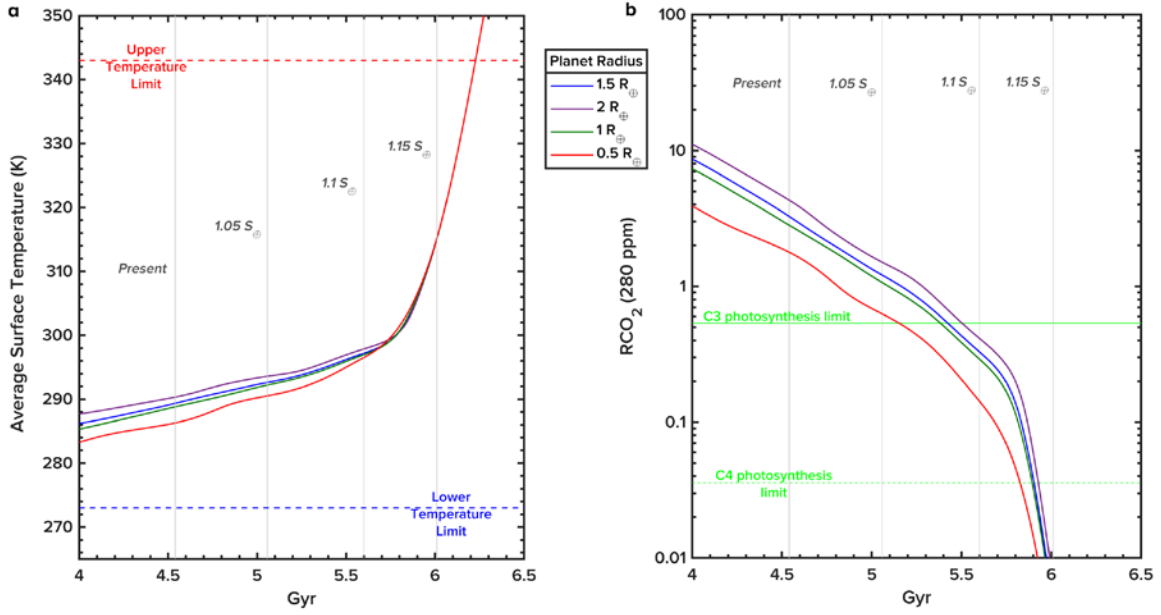 a
350
340
330
320
310
300
290
280
270
Average Surface Temperature (K)
Upper
Temperature
Limit
1.15 S ⊕
1.1 S ⊕
1.05 S ⊕
Present
Lower
Temperature
Limit
4
4.5
5
5.5
6
6.5
Gyr
Planet Radius
1.5 R⊕
2 R⊕
1 R⊕
0.5 R⊕
b
100
10
1
0.1
0.01
RCO2 (280 ppm)
Present
1.05 S ⊕
1.1 S ⊕
1.15 S ⊕
C3 photosynthesis limit
C4 photosynthesis
limit
4
4.5
5
5.5
6
6.5
Gyr